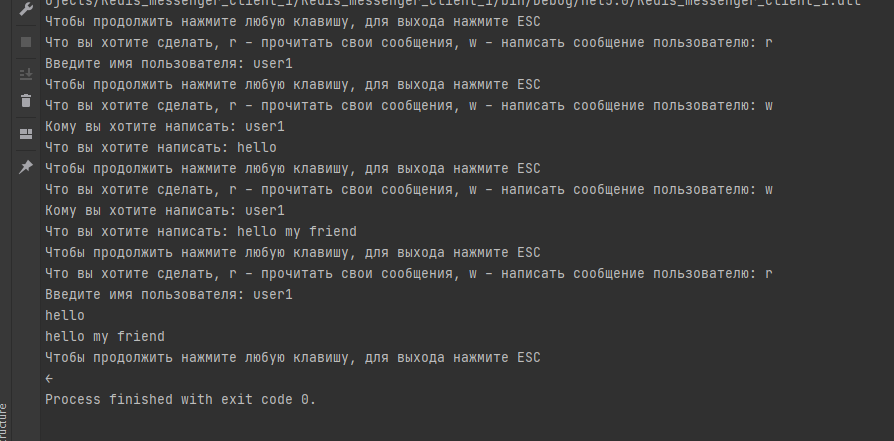 ojects/Redis_messenger_Client_1/Redis_messenger_Client_1/bin/Debug/net5.0/Redis_messenger_Client_1.dll
Чтобы продолжить нажмите любую клавишу, для выхода нажмите ESC
Что вы хотите сделать, r - прочитать свои сообщения, w - написать сообщение пользователю: r
Введите имя пользователя: user1
Чтобы продолжить нажмите любую клавишу, для выхода нажмите ESC
Что вы хотите сделать, r - прочитать свои сообщения, w - написать сообщение пользователю: w
Кому вы хотите написать: user1
Что вы хотите написать: hello
Чтобы продолжить нажмите любую клавишу, для выхода нажмите ESC
Что вы хотите сделать, r - прочитать свои сообщения, w - написать сообщение пользователю: w
Кому вы хотите написать: user1
Что вы хотите написать: hello my friend
Чтобы продолжить нажмите любую клавишу, для выхода нажмите ESC
Что вы хотите сделать, r - прочитать свои сообщения, w - написать сообщение пользователю: r
Введите имя пользователя: user1
hello
hello my friend
Чтобы продолжить нажмите любую клавишу, для выхода нажмите ESC
←
Process finished with exit code 0.
ructure